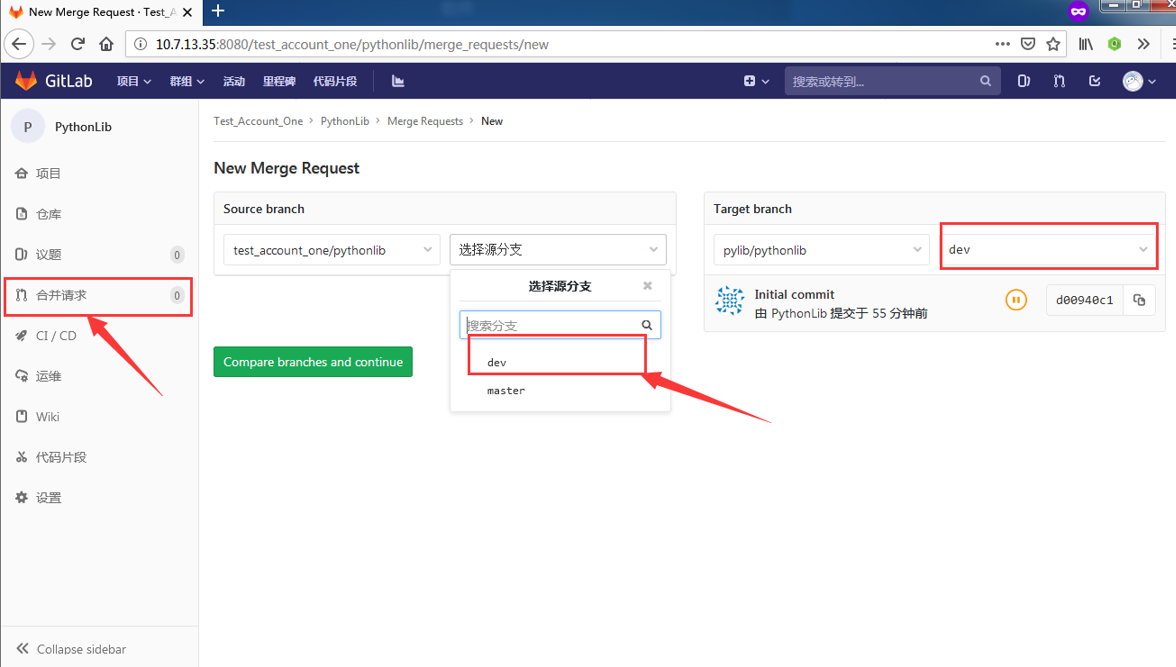 New Merge Request · Test_A
10.7.13.35:8080/test_account_one/pythonlib/merge_requests/new
GitLab 项目 群组 活动 里程碑 代码片段 搜索或转到...
P PythonLib
项目
仓库
议题 0
合并请求 0
CI / CD
运维
Wiki
代码片段
设置
Collapse sidebar
Test_Account_One > PythonLib > Merge Requests > New
New Merge Request
Source branch
test_account_one/pythonlib 选择源分支
选择源分支
搜索分支
dev
master
Compare branches and continue
Target branch
pylib/pythonlib dev
Initial commit
由 PythonLib 提交于 55 分钟前
d00940c1